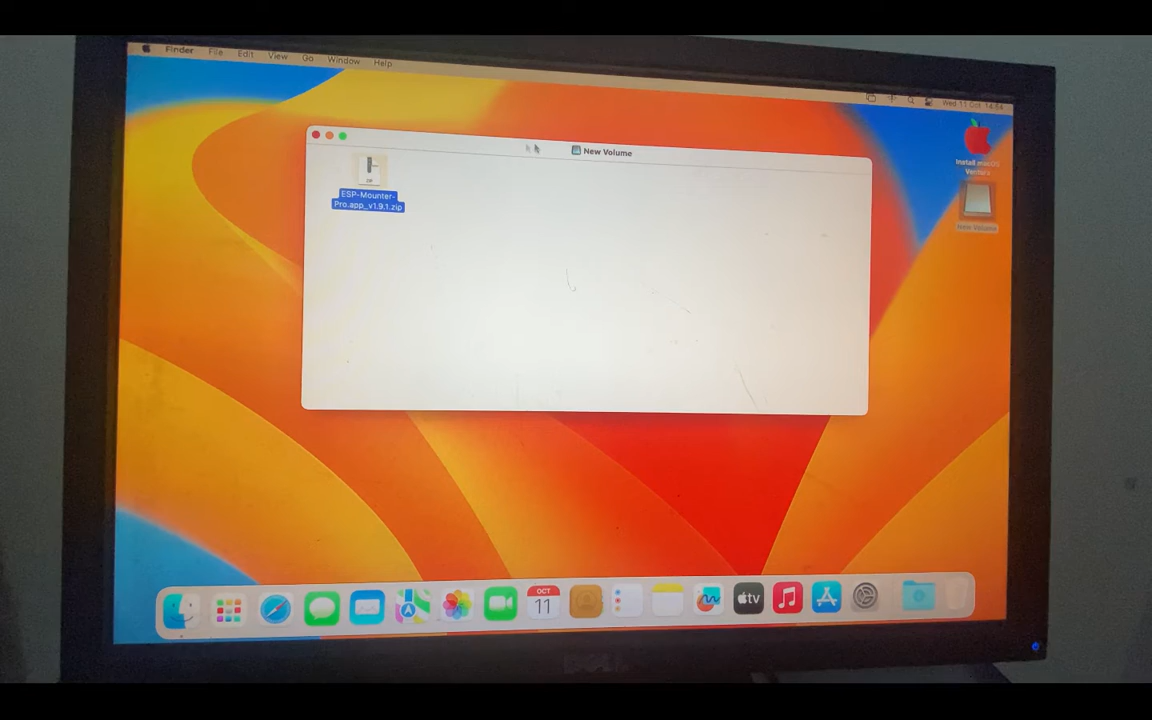 Finder File Edit View Go Window Help
Wed 11 Oct 14:54
New Volume
ZIP
ESP-Mounter-
Pro.app_v1.9.1.zip
Install macOS
Ventura
New Volume
OCT
11
tv
DELL